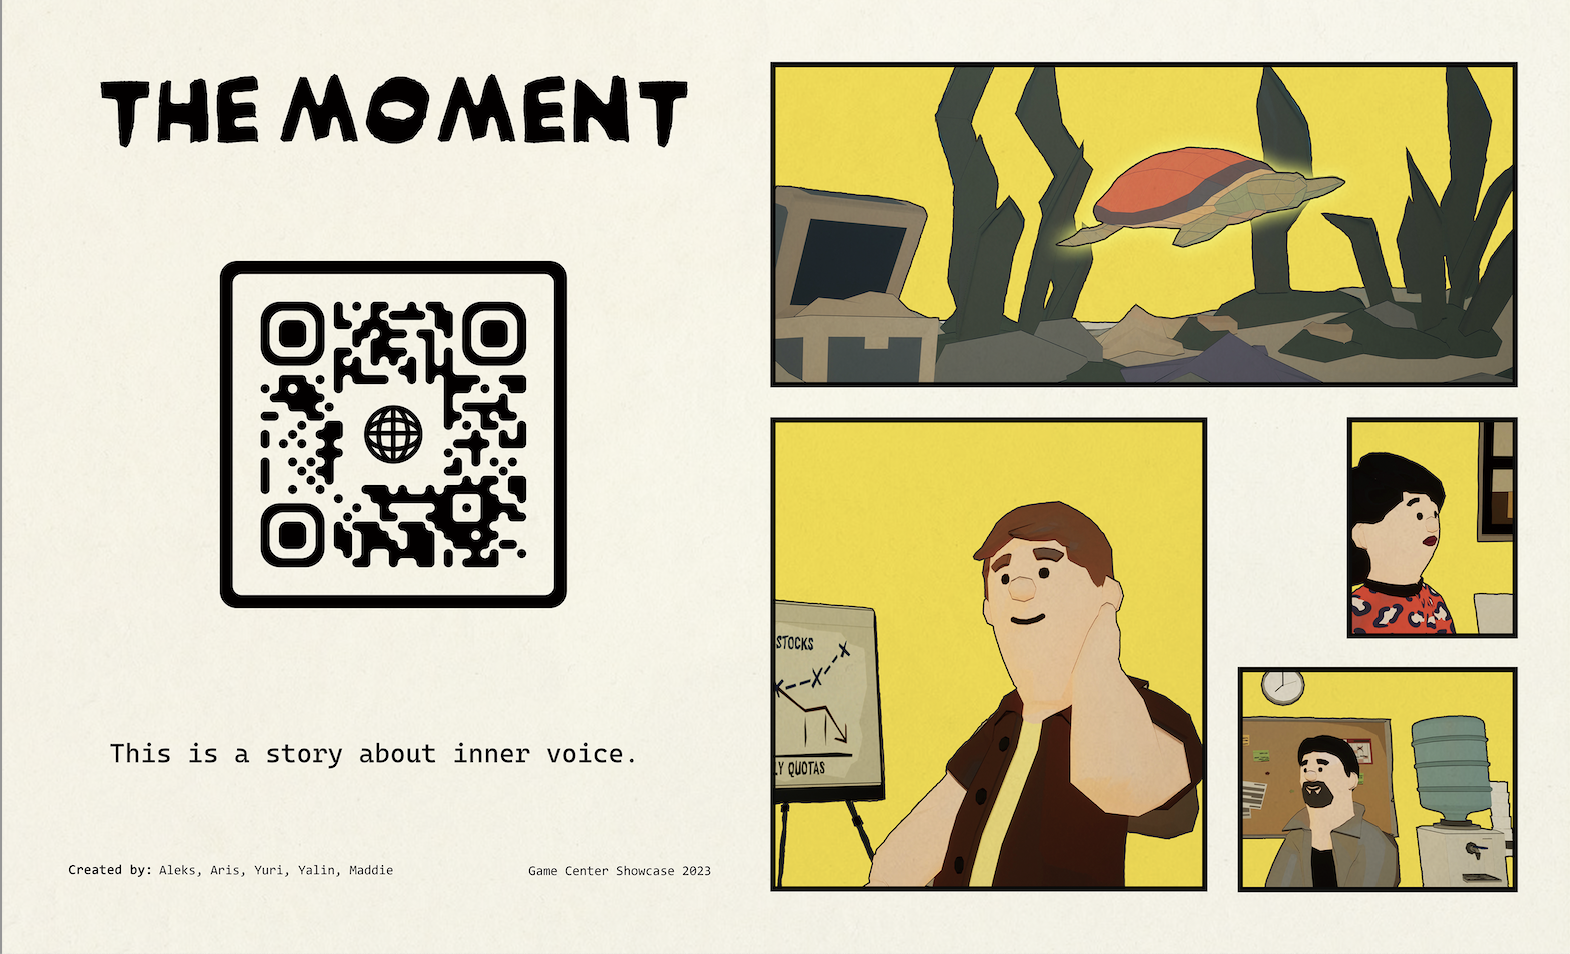 THE MOMENT
This is a story about inner voice.
Created by: Aleks, Aris, Yuri, Yalin, Maddie
Game Center Showcase 2023
STOCKS
LY QUOTAS